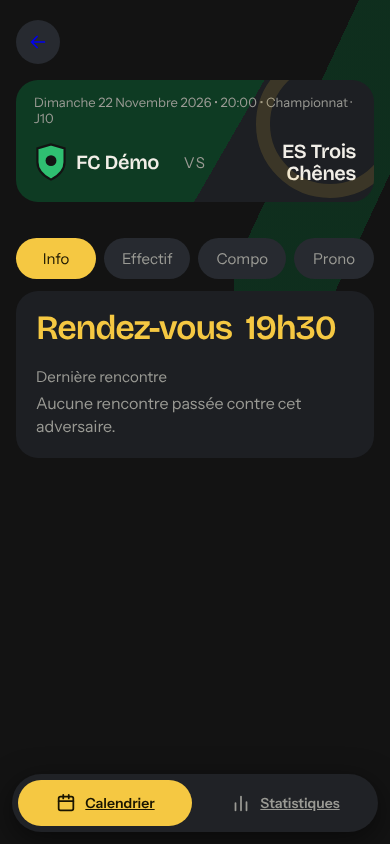 Dimanche 22 Novembre 2026 • 20:00 • Championnat · J10
FC Démo
VS
ES Trois
Chênes
Info
Effectif
Compo
Prono
Rendez-vous 19h30
Dernière rencontre
Aucune rencontre passée contre cet
adversaire.
Calendrier
Statistiques